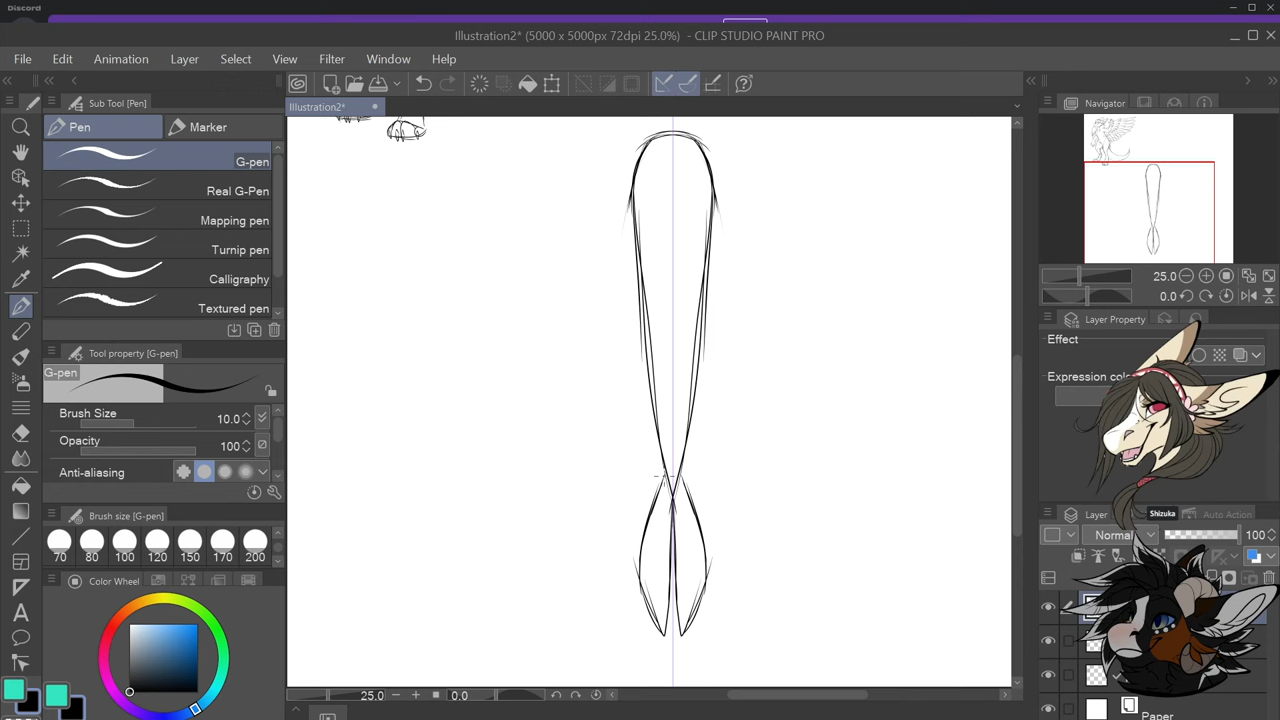 Discord
Illustration2* (5000 x 5000px 72dpi 25.0%) - CLIP STUDIO PAINT PRO
File Edit Animation Layer Select View Filter Window Help
Sub Tool [Pen]
Illustration2*
Navigator
Pen Marker
G-pen
Real G-Pen
Mapping pen
Turnip pen
Calligraphy
Textured pen
Tool property [G-pen]
G-pen
Brush Size 10.0
Opacity 100
Anti-aliasing
Brush size [G-pen]
70 80 100 120 150 170 200
Color Wheel
25.0 0.0
25.0
0.0
Layer Property
Effect
Expression colo
Layer Shizuka Auto Action
Normal 100
Paper